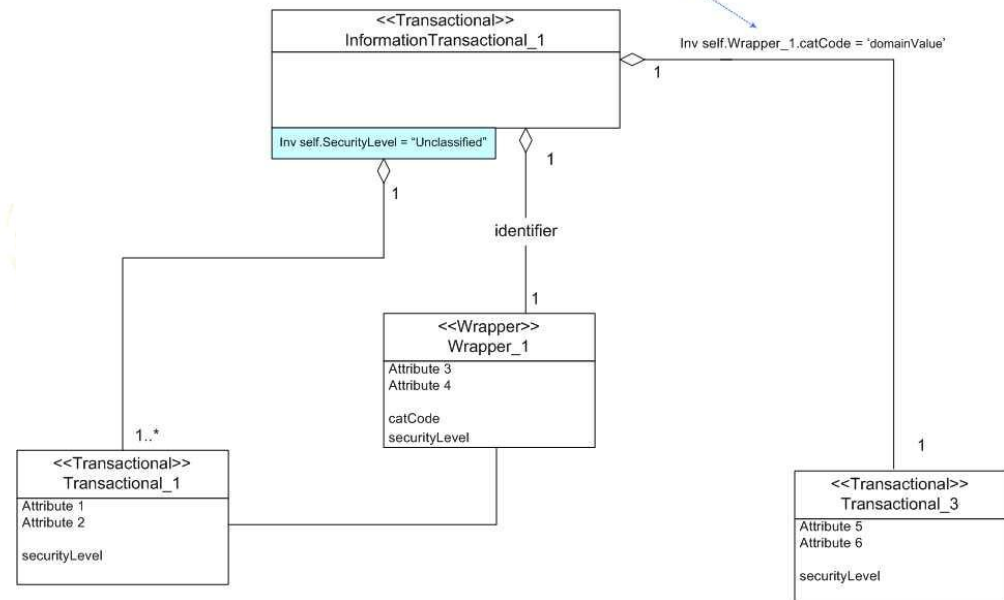 <<Transactional>>
InformationTransactional_1
Inv self.Wrapper_1.catCode = 'domainValue'
1
Inv self.SecurityLevel = "Unclassified"
1
1
identifier
1
<<Wrapper>>
Wrapper_1
Attribute 3
Attribute 4
catCode
securityLevel
1..*
<<Transactional>>
Transactional_1
Attribute 1
Attribute 2
securityLevel
1
<<Transactional>>
Transactional_3
Attribute 5
Attribute 6
securityLevel